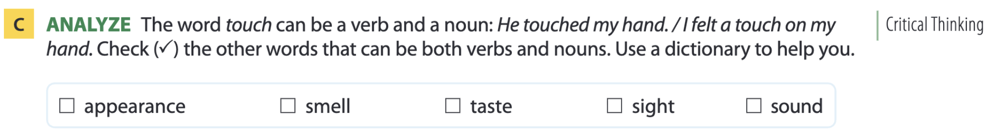 C ANALYZE The word touch can be a verb and a noun: He touched my hand. / I felt a touch on my
hand. Check (✓) the other words that can be both verbs and nouns. Use a dictionary to help you.
Critical Thinking
☐ appearance ☐ smell ☐ taste ☐ sight ☐ sound